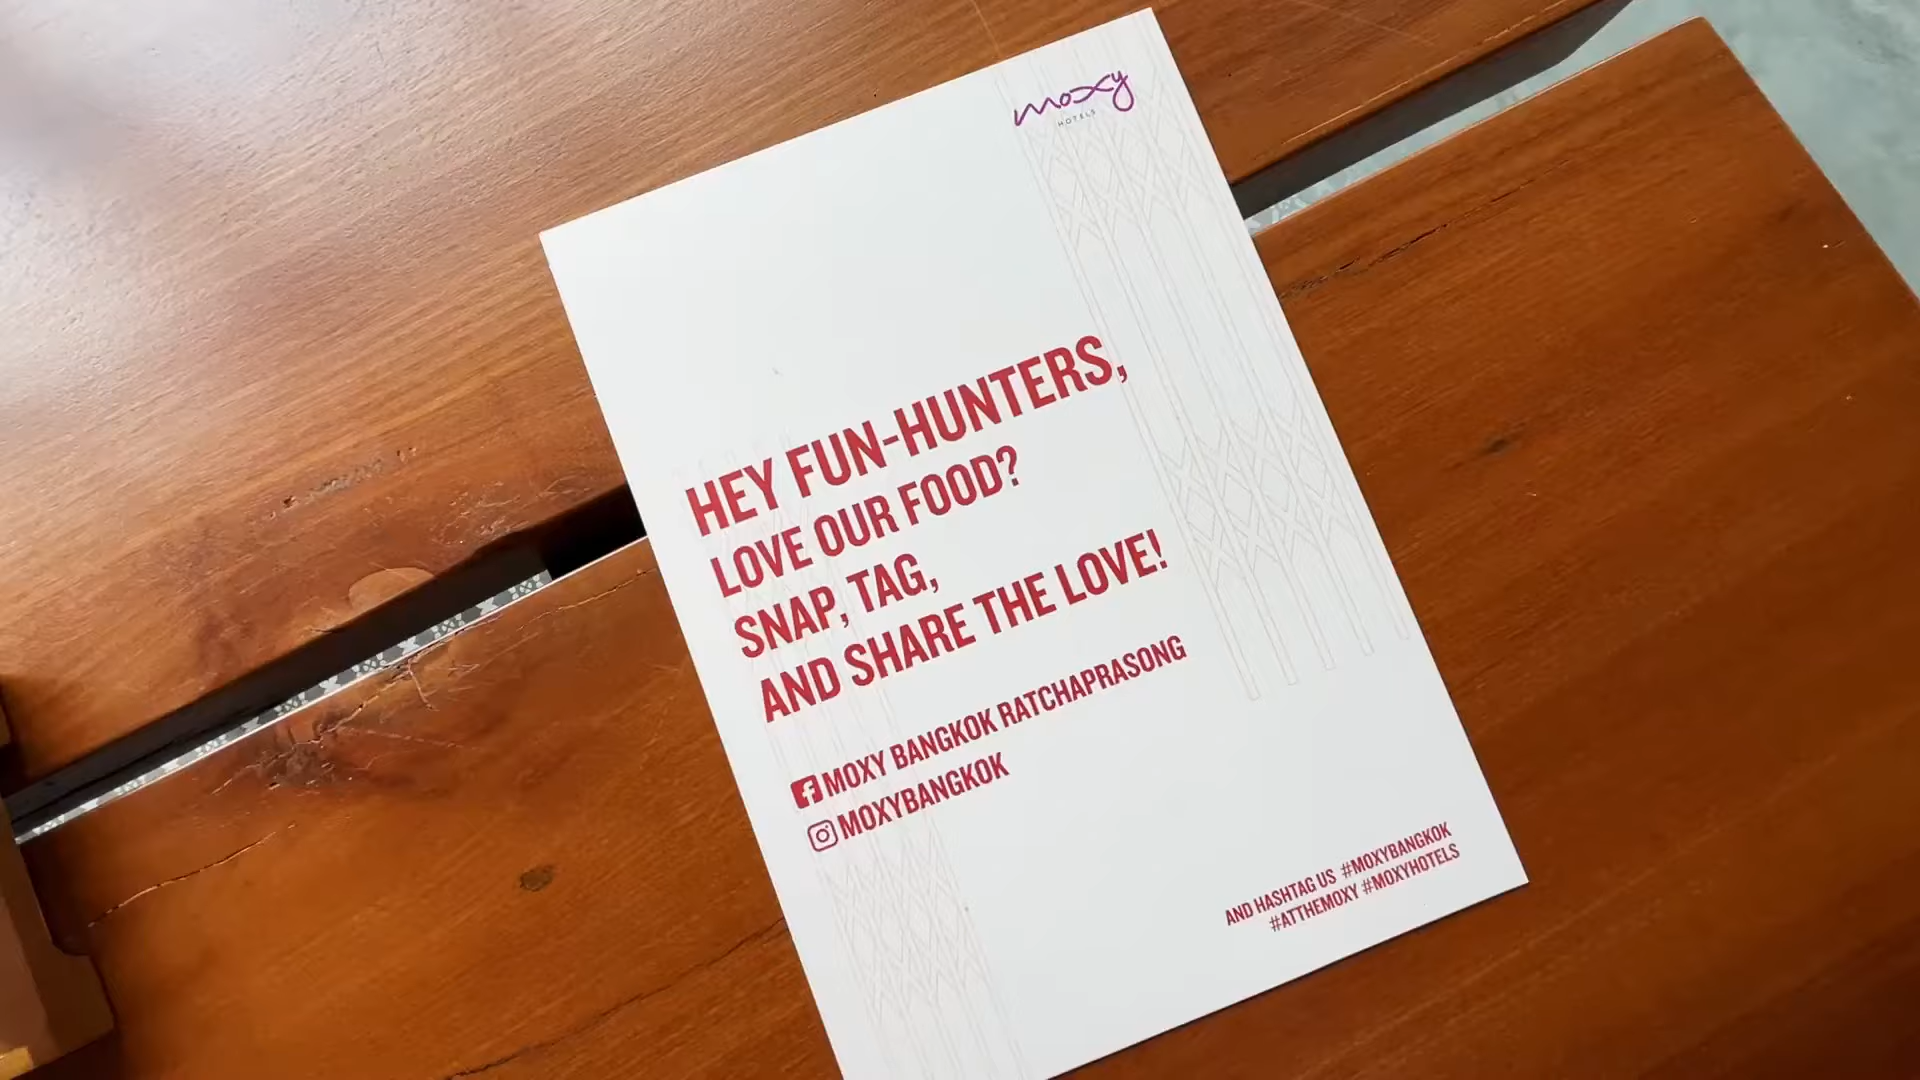 moxy
HOTELS
HEY FUN-HUNTERS,
LOVE OUR FOOD?
SNAP, TAG,
AND SHARE THE LOVE!
MOXY BANGKOK RATCHAPRASONG
MOXYBANGKOK
AND HASHTAG US #MOXYBANGKOK
#ATTHEMOXY #MOXYHOTELS